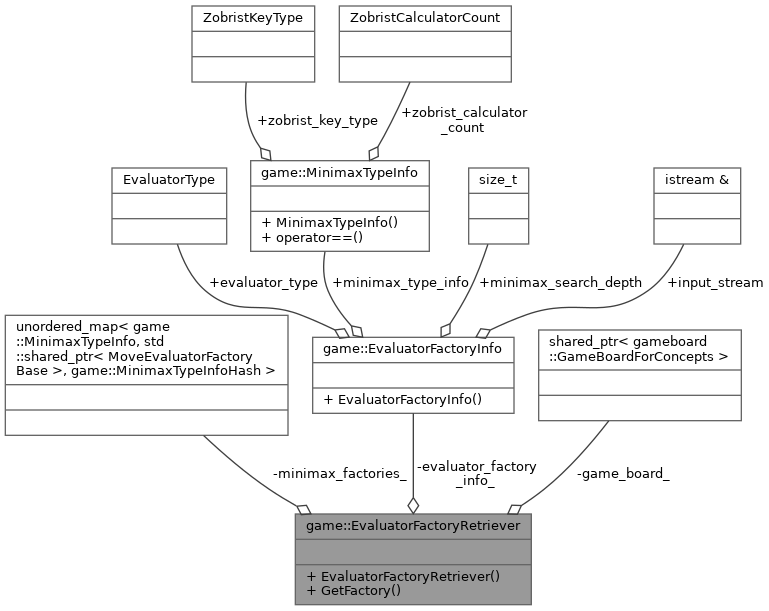 ZobristKeyType
ZobristCalculatorCount
+zobrist_key_type
+zobrist_calculator
_count
EvaluatorType
game::MinimaxTypeInfo
+ MinimaxTypeInfo()
+ operator==()
size_t
istream &
+evaluator_type
+minimax_type_info
+minimax_search_depth
+input_stream
unordered_map< game
::MinimaxTypeInfo, std
::shared_ptr< MoveEvaluatorFactory
Base >, game::MinimaxTypeInfoHash >
game::EvaluatorFactoryInfo
+ EvaluatorFactoryInfo()
shared_ptr< gameboard
::GameBoardForConcepts >
-minimax_factories_
-evaluator_factory
_info_
-game_board_
game::EvaluatorFactoryRetriever
+ EvaluatorFactoryRetriever()
+ GetFactory()